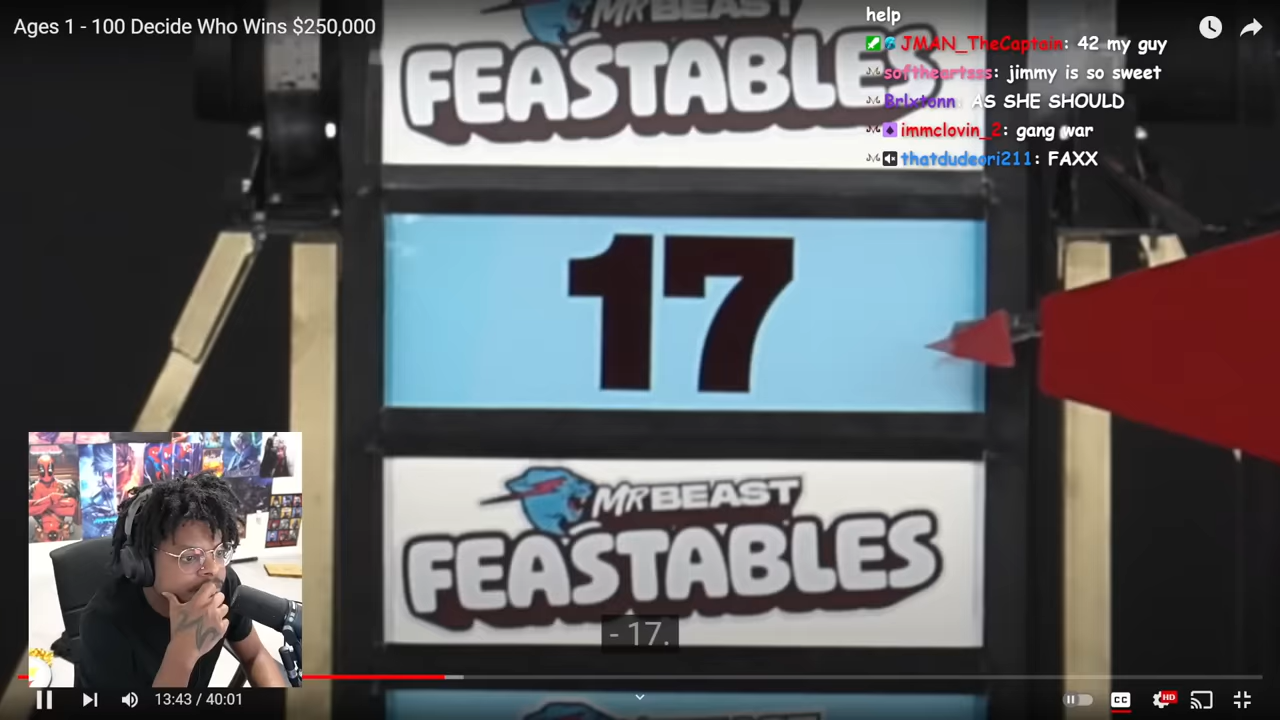 Ages 1 - 100 Decide Who Wins $250,000
help
JMAN_TheCaptain: 42 my guy
softheartsss: jimmy is so sweet
Brlxtonn: AS SHE SHOULD
immclovin_2: gang war
thatdudeori211: FAXX
MRBEAST
FEASTABLES
17
MRBEAST
FEASTABLES
- 17.
13:43 / 40:01
CC
HD